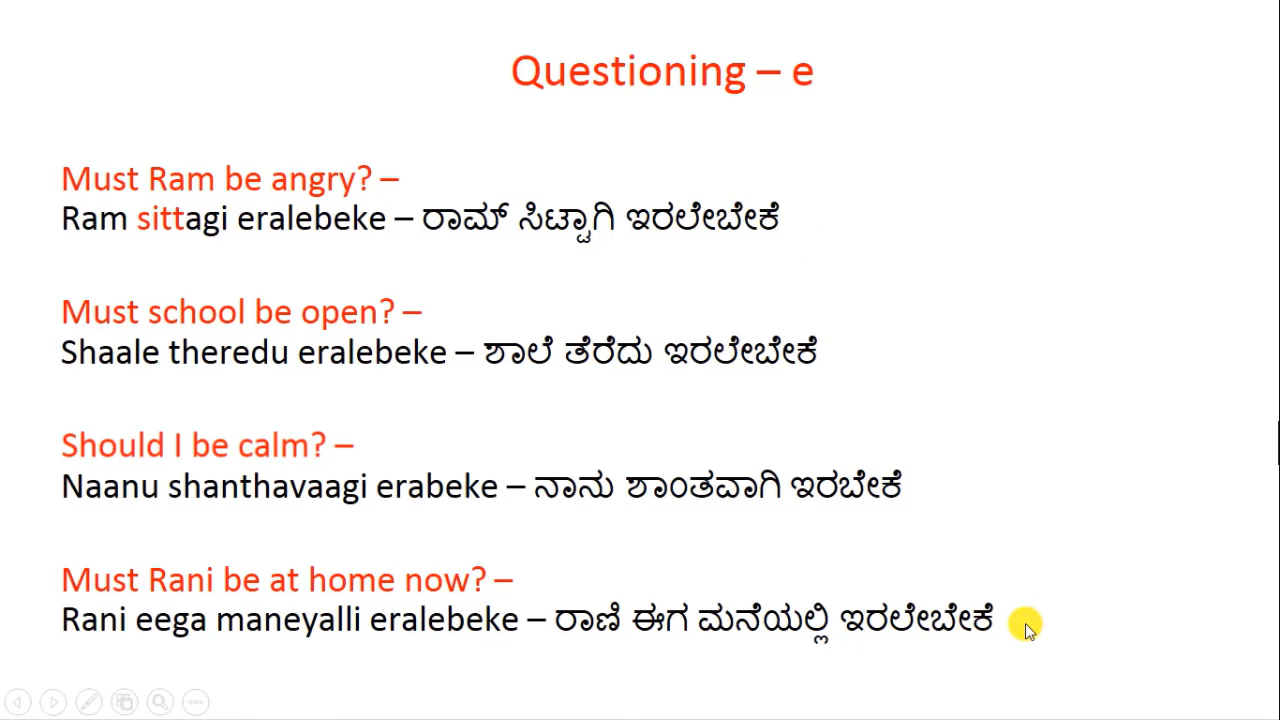 Questioning – e
Must Ram be angry? –
Ram sittagi eralebeke – ರಾಮ್ ಸಿಟ್ಟಾಗಿ ಇರಲೇಬೇಕೆ
Must school be open? –
Shaale theredu eralebeke – ಶಾಲೆ ತೆರೆದು ಇರಲೇಬೇಕೆ
Should I be calm? –
Naanu shanthavaagi erabeke – ನಾನು ಶಾಂತವಾಗಿ ಇರಬೇಕೆ
Must Rani be at home now? –
Rani eega maneyalli eralebeke – ರಾಣಿ ಈಗ ಮನೆಯಲ್ಲಿ ಇರಲೇಬೇಕೆ